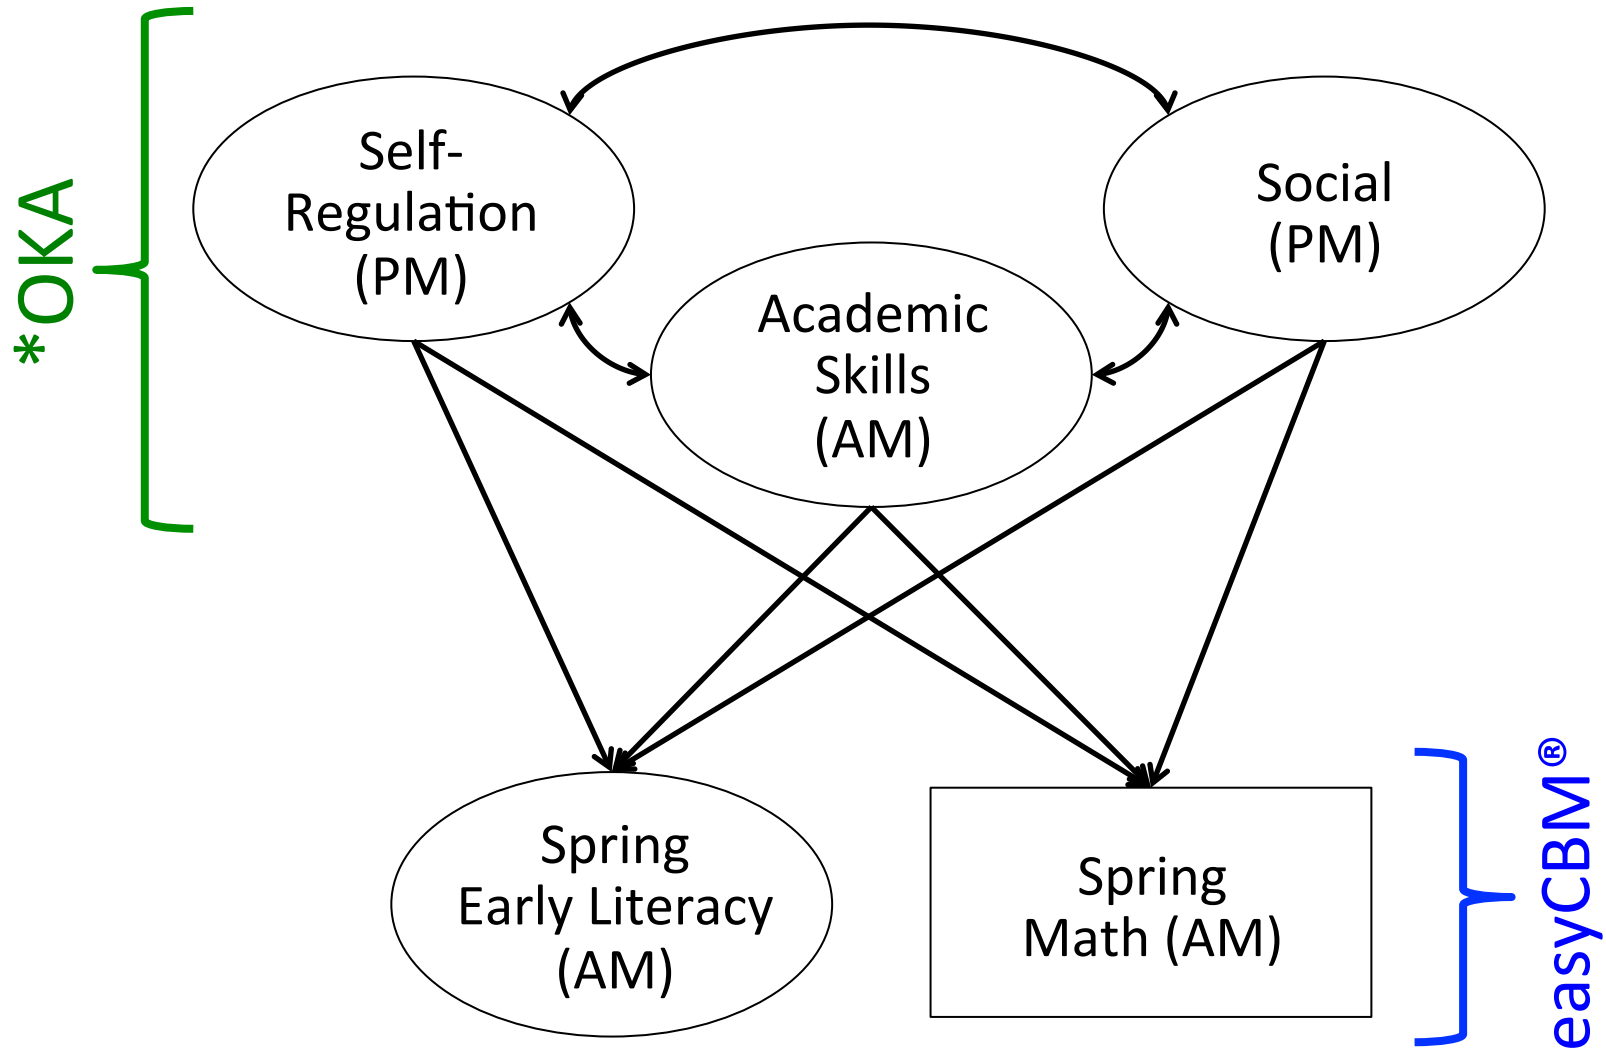 *OKA
Self-
Regulation
(PM)
Social
(PM)
Academic
Skills
(AM)
Spring
Early Literacy
(AM)
Spring
Math (AM)
easyCBM®